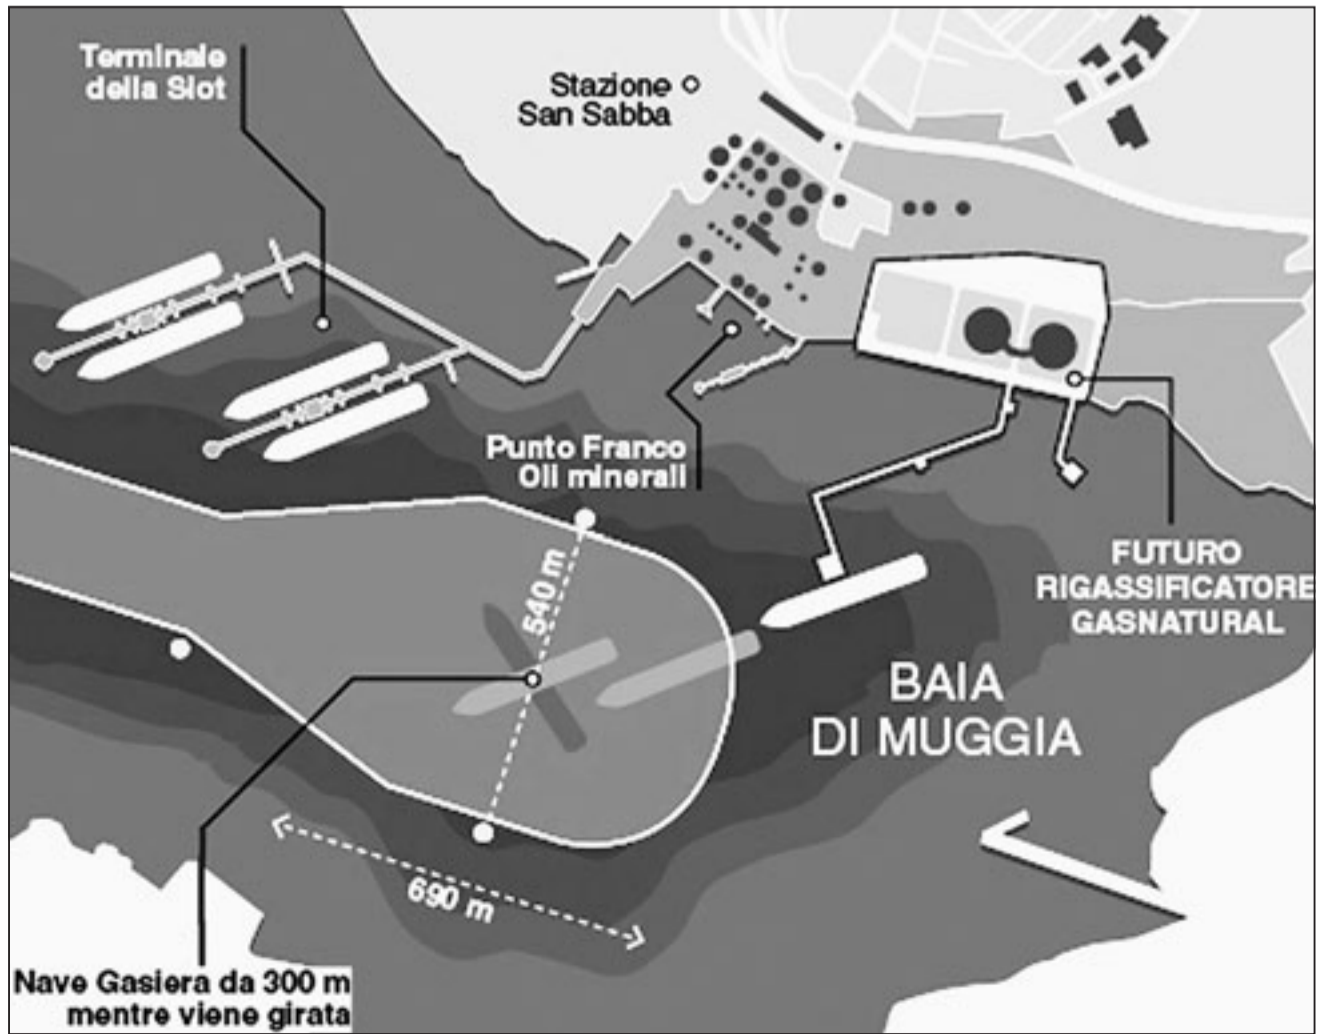 Terminale
della Siot
Stazione
San Sabba
Punto Franco
Oli minerali
FUTURO
RIGASSIFICATORE
GASNATURAL
540 m
BAIA
DI MUGGIA
690 m
Nave Gasiera da 300 m
mentre viene girata